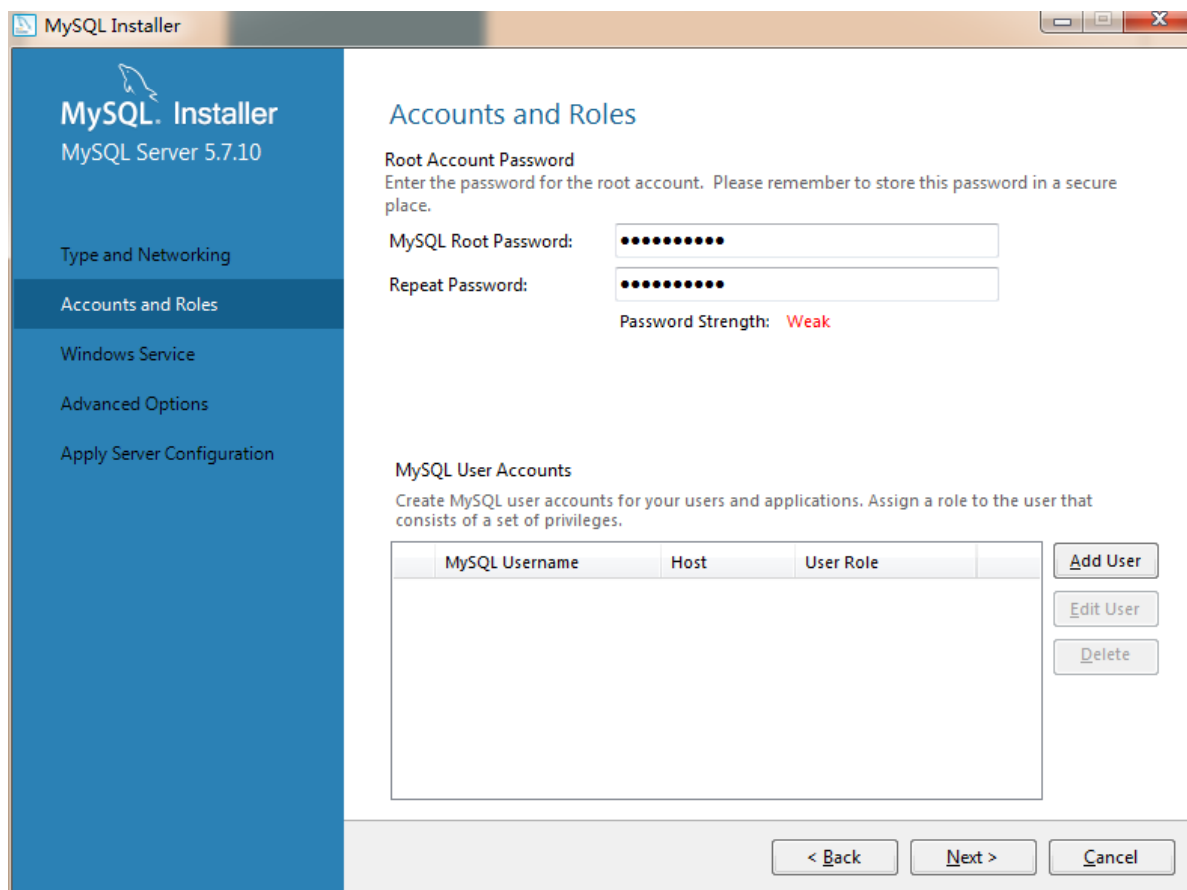 MySQL Installer
MySQL. Installer
MySQL Server 5.7.10
Type and Networking
Accounts and Roles
Windows Service
Advanced Options
Apply Server Configuration
Accounts and Roles
Root Account Password
Enter the password for the root account. Please remember to store this password in a secure
place.
MySQL Root Password: ●●●●●●●●●●
Repeat Password: ●●●●●●●●●●
Password Strength: Weak
MySQL User Accounts
Create MySQL user accounts for your users and applications. Assign a role to the user that
consists of a set of privileges.
MySQL Username Host User Role
Add User
Edit User
Delete
< Back Next > Cancel